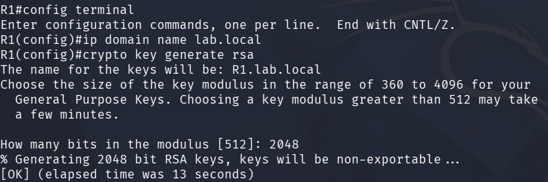 R1#config terminal
Enter configuration commands, one per line.  End with CNTL/Z.
R1(config)#ip domain name lab.local
R1(config)#crypto key generate rsa
The name for the keys will be: R1.lab.local
Choose the size of the key modulus in the range of 360 to 4096 for your
  General Purpose Keys. Choosing a key modulus greater than 512 may take
  a few minutes.

How many bits in the modulus [512]: 2048
% Generating 2048 bit RSA keys, keys will be non-exportable...
[OK] (elapsed time was 13 seconds)